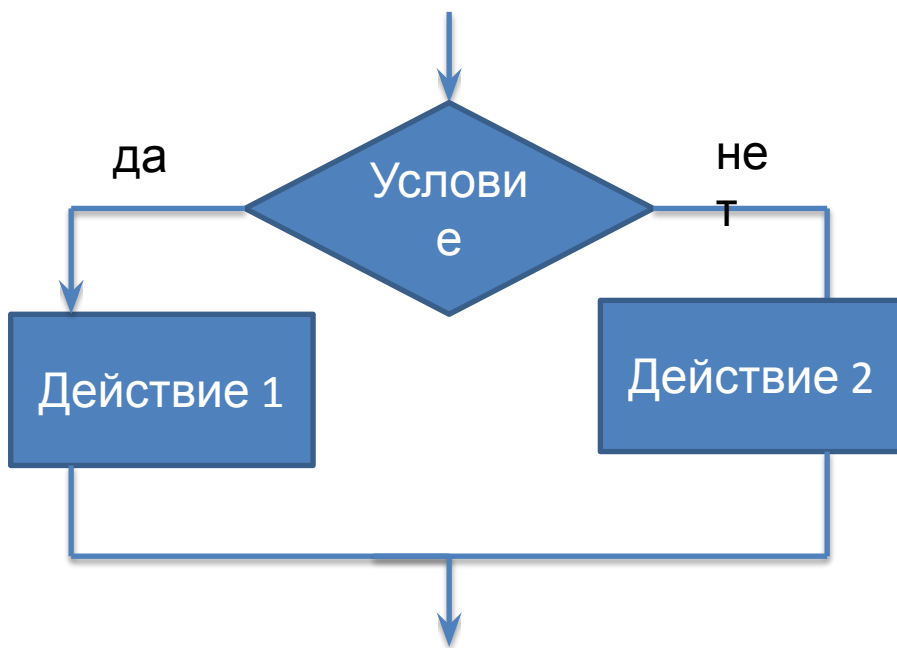 да
Услови
е
не
т
Действие 1
Действие 2